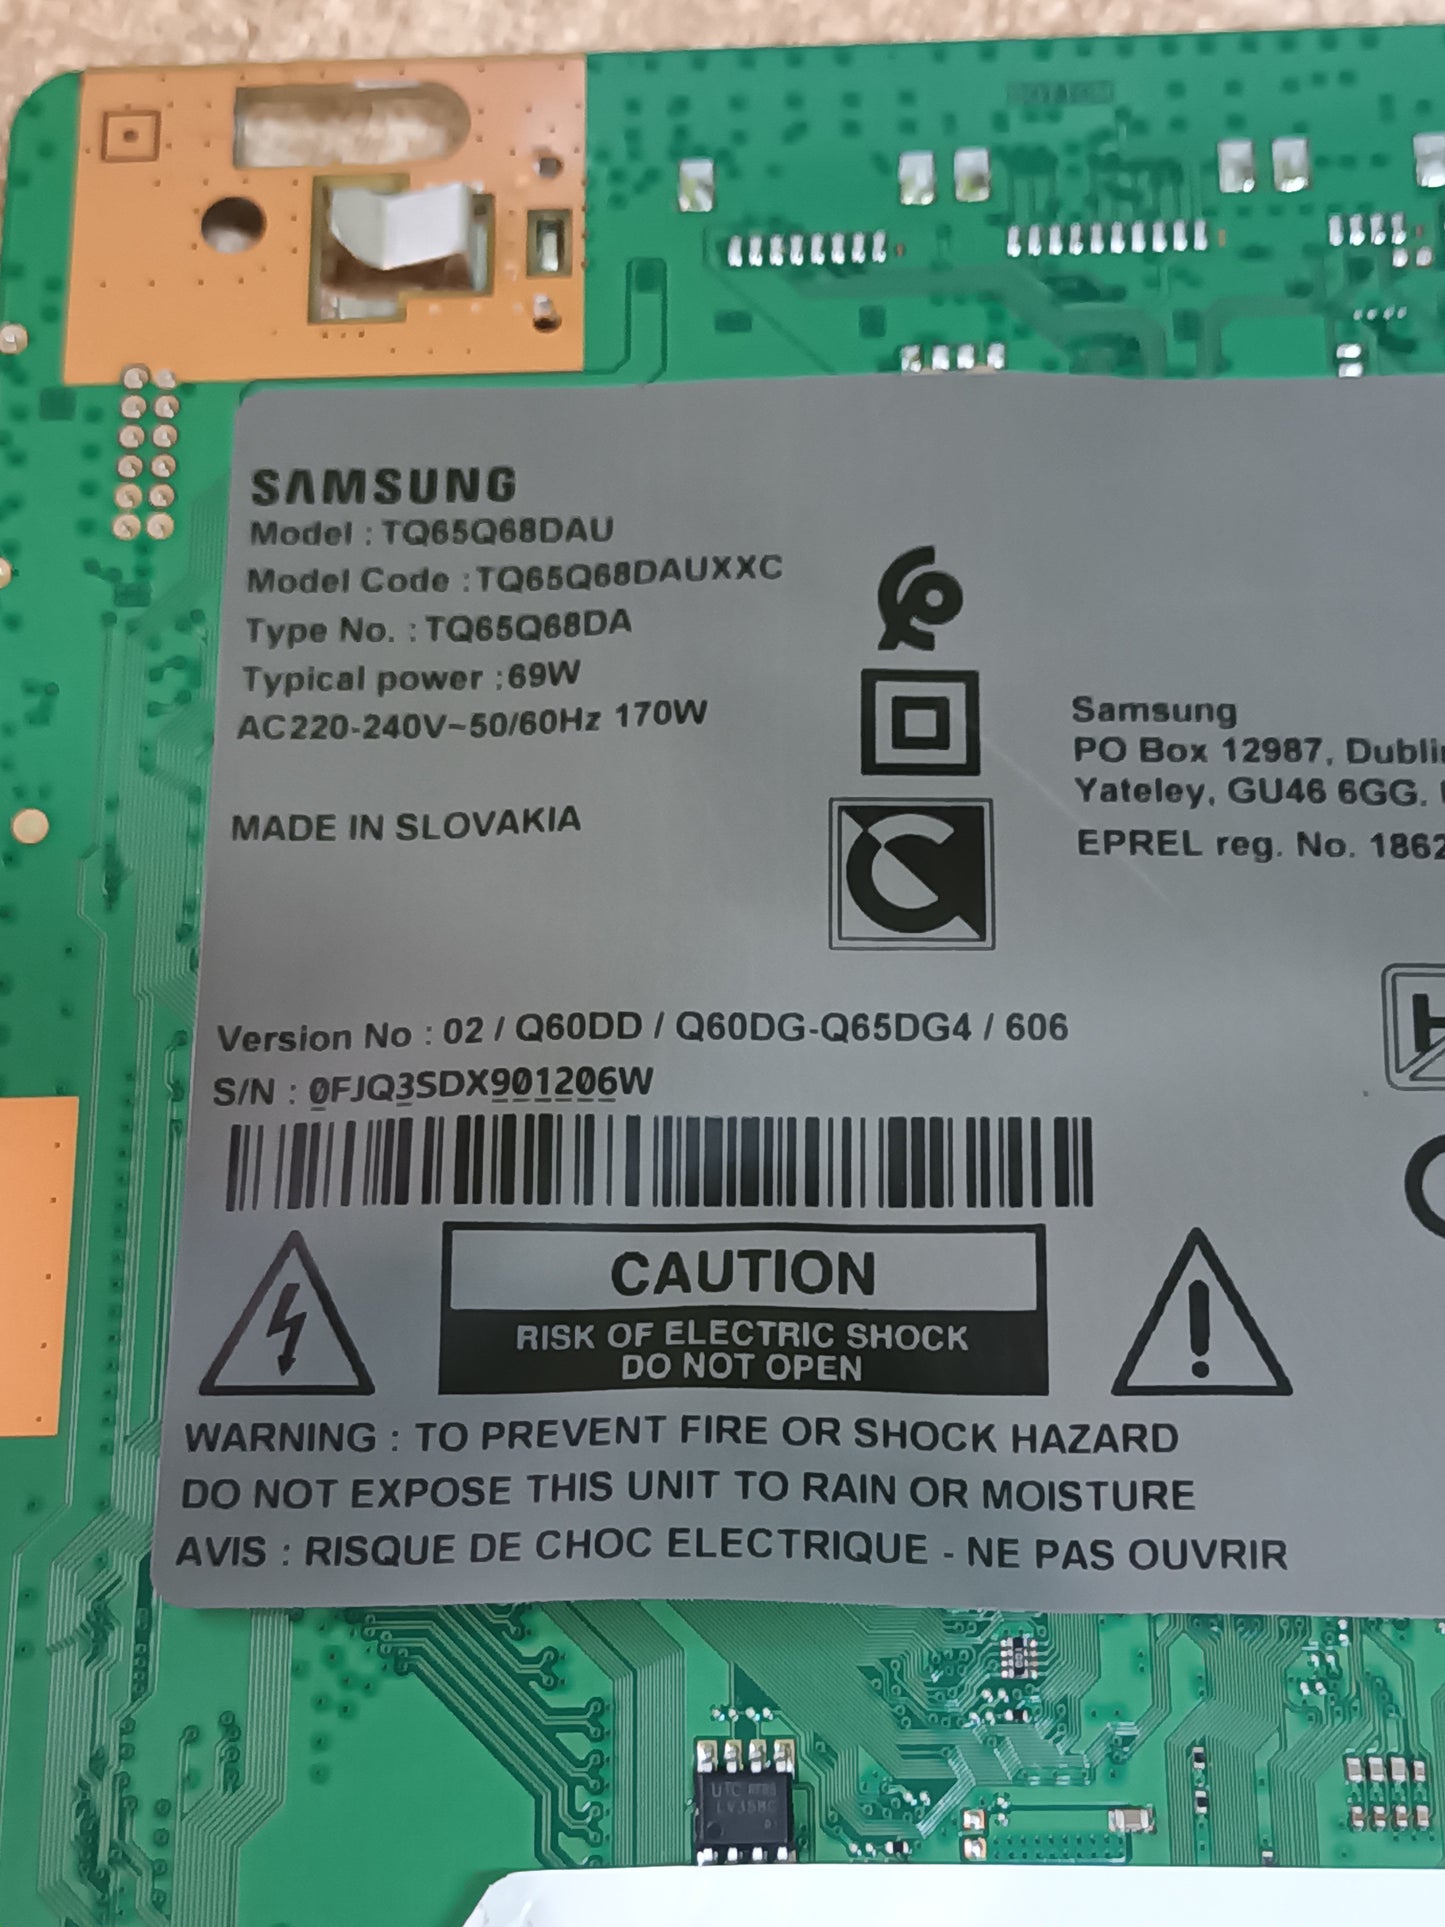 SAMSUNG
Model : TQ65Q68DAU
Model Code : TQ65Q68DAUXXC
Type No. : TQ65Q68DA
Typical power : 69W
AC220-240V~50/60Hz 170W
MADE IN SLOVAKIA
Samsung
PO Box 12987, Dublin
Yateley, GU46 6GG.
EPREL reg. No. 1862
Version No : 02 / Q60DD / Q60DG-Q65DG4 / 606
S/N : 0FJQ3SDX901206W
CAUTION
RISK OF ELECTRIC SHOCK
DO NOT OPEN
WARNING : TO PREVENT FIRE OR SHOCK HAZARD
DO NOT EXPOSE THIS UNIT TO RAIN OR MOISTURE
AVIS : RISQUE DE CHOC ELECTRIQUE - NE PAS OUVRIR
UTC